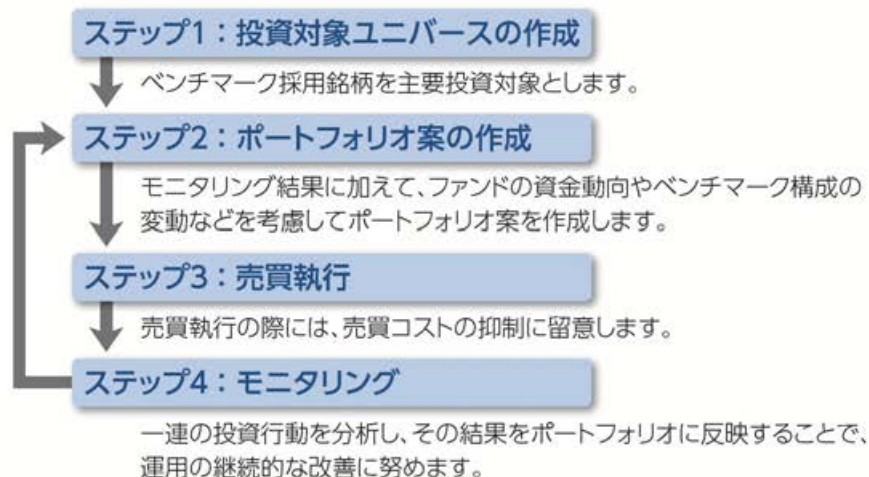 ステップ1：投資対象ユニバースの作成
ベンチマーク採用銘柄を主要投資対象とします。
ステップ2：ポートフォリオ案の作成
モニタリング結果に加えて、ファンドの資金動向やベンチマーク構成の
変動などを考慮してポートフォリオ案を作成します。
ステップ3：売買執行
売買執行の際には、売買コストの抑制に留意します。
ステップ4：モニタリング
一連の投資行動を分析し、その結果をポートフォリオに反映することで、
運用の継続的な改善に努めます。